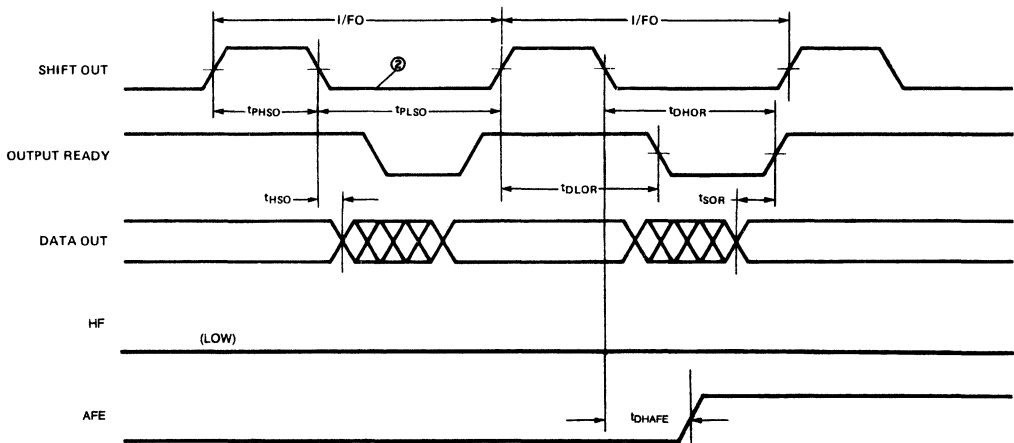 I/FO I/FO
SHIFT OUT
②
tPHSO tPLSO tDHOR
OUTPUT READY
tHSO tDLOR tSOR
DATA OUT
HF
(LOW)
AFE
tDHAFE